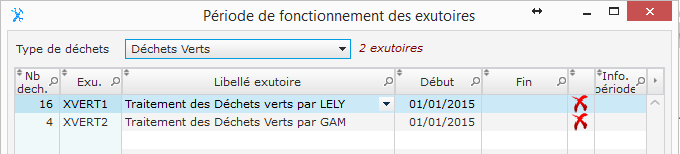 Période de fonctionnement des exutoires
Type de déchets Déchets Verts 2 exutoires
Nb dech. Exu. Libellé exutoire Début Fin Info. période
16 XVERT1 Traitement des Déchets verts par LELY 01/01/2015
4 XVERT2 Traitement des Déchets Verts par GAM 01/01/2015